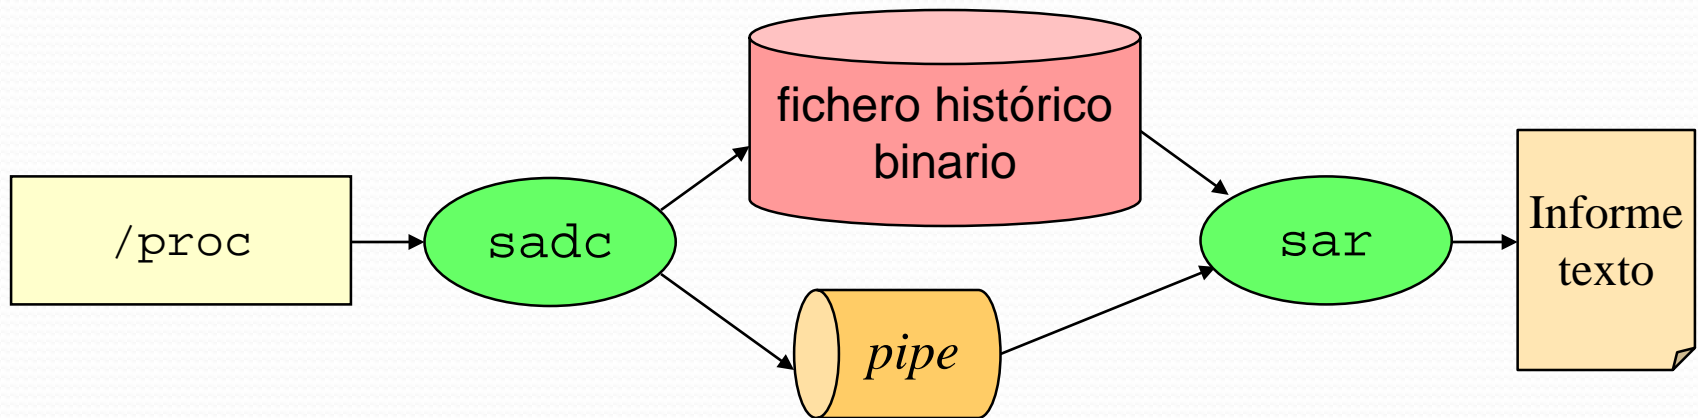 /proc
sadc
fichero histórico
binario
pipe
sar
Informe
texto